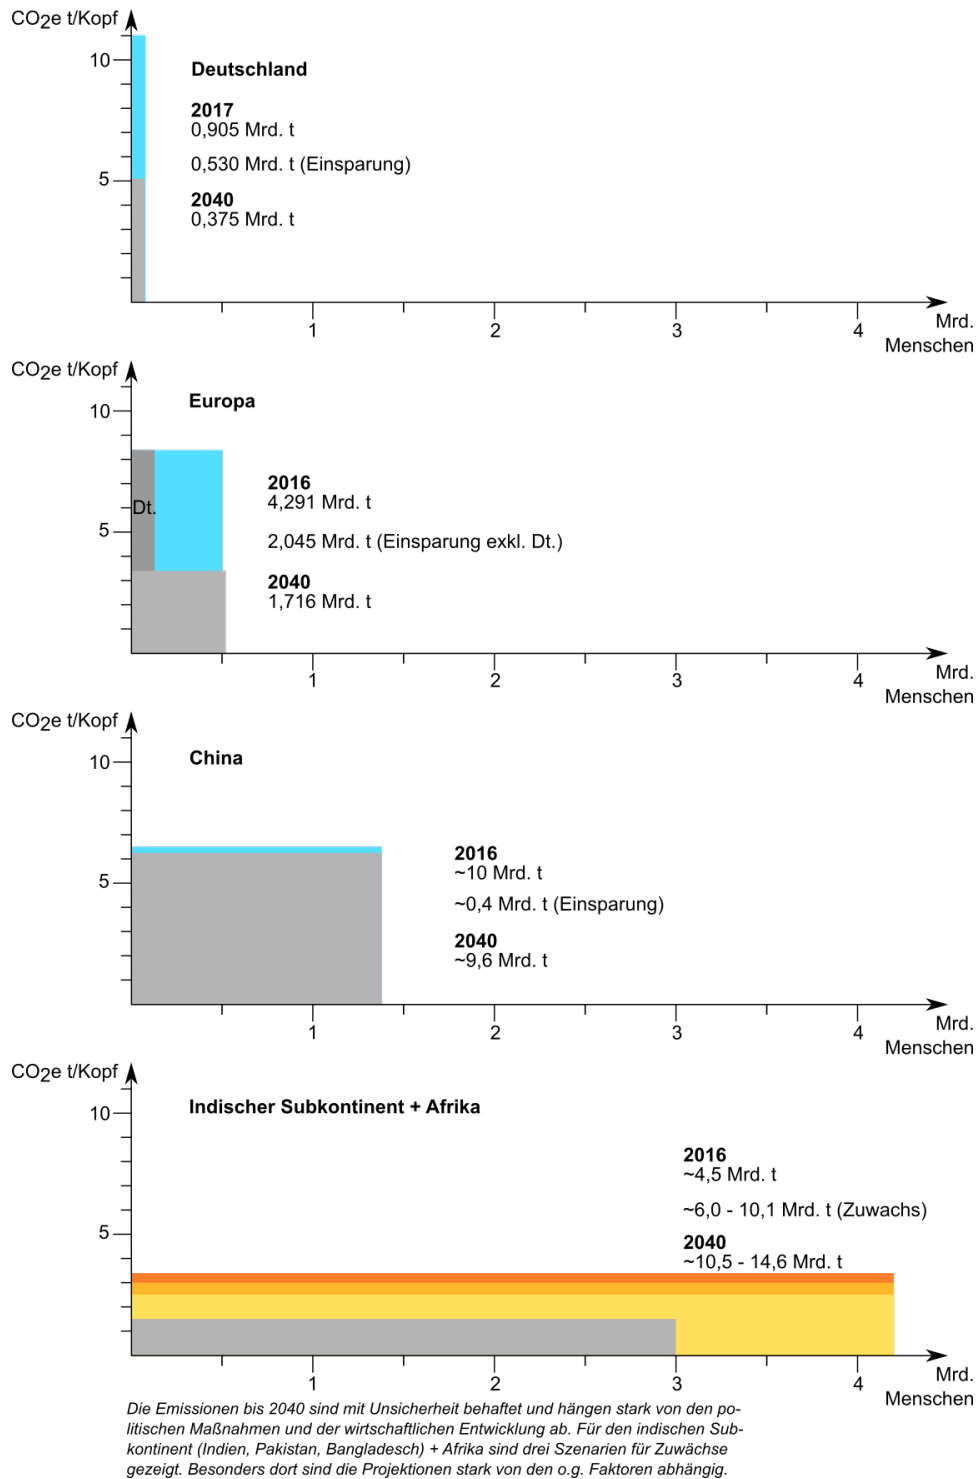 CO2e t/Kopf
10
5
Deutschland
2017
0,905 Mrd. t
0,530 Mrd. t (Einsparung)
2040
0,375 Mrd. t
1 2 3 4
Mrd.
Menschen
CO2e t/Kopf
10
5
Europa
Dt.
2016
4,291 Mrd. t
2,045 Mrd. t (Einsparung exkl. Dt.)
2040
1,716 Mrd. t
1 2 3 4
Mrd.
Menschen
CO2e t/Kopf
10
5
China
2016
~10 Mrd. t
~0,4 Mrd. t (Einsparung)
2040
~9,6 Mrd. t
1 2 3 4
Mrd.
Menschen
CO2e t/Kopf
10
5
Indischer Subkontinent + Afrika
2016
~4,5 Mrd. t
~6,0 - 10,1 Mrd. t (Zuwachs)
2040
~10,5 - 14,6 Mrd. t
1 2 3 4
Mrd.
Menschen
Die Emissionen bis 2040 sind mit Unsicherheit behaftet und hängen stark von den po-
litischen Maßnahmen und der wirtschaftlichen Entwicklung ab. Für den indischen Sub-
kontinent (Indien, Pakistan, Bangladesch) + Afrika sind drei Szenarien für Zuwächse
gezeigt. Besonders dort sind die Projektionen stark von den o.g. Faktoren abhängig.